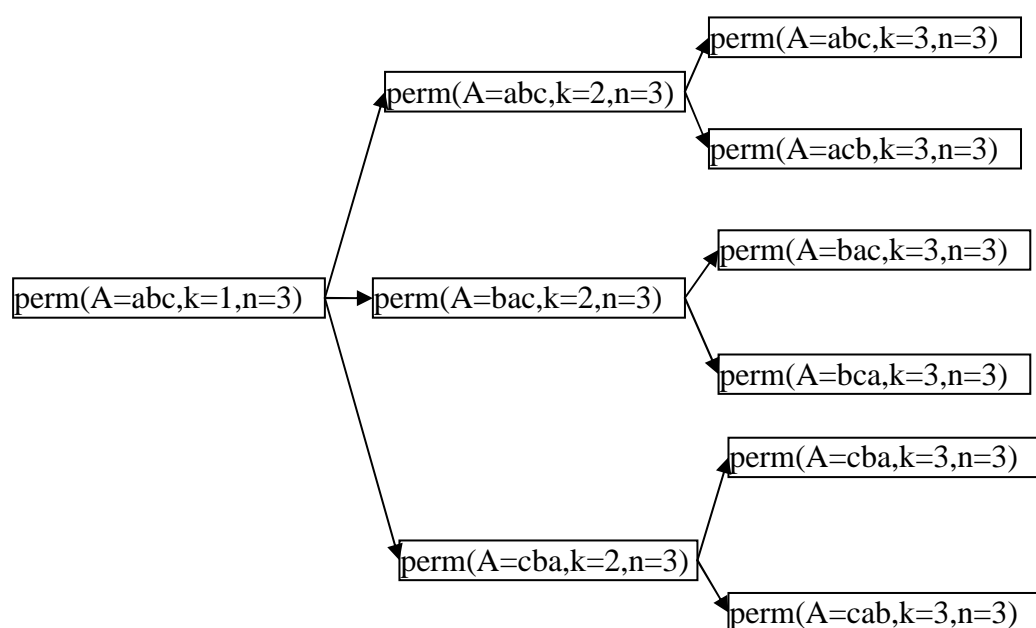 perm(A=abc,k=3,n=3)
perm(A=abc,k=2,n=3)
perm(A=acb,k=3,n=3)
perm(A=bac,k=3,n=3)
perm(A=abc,k=1,n=3)
perm(A=bac,k=2,n=3)
perm(A=bca,k=3,n=3)
perm(A=cba,k=3,n=3)
perm(A=cba,k=2,n=3)
perm(A=cab,k=3,n=3)